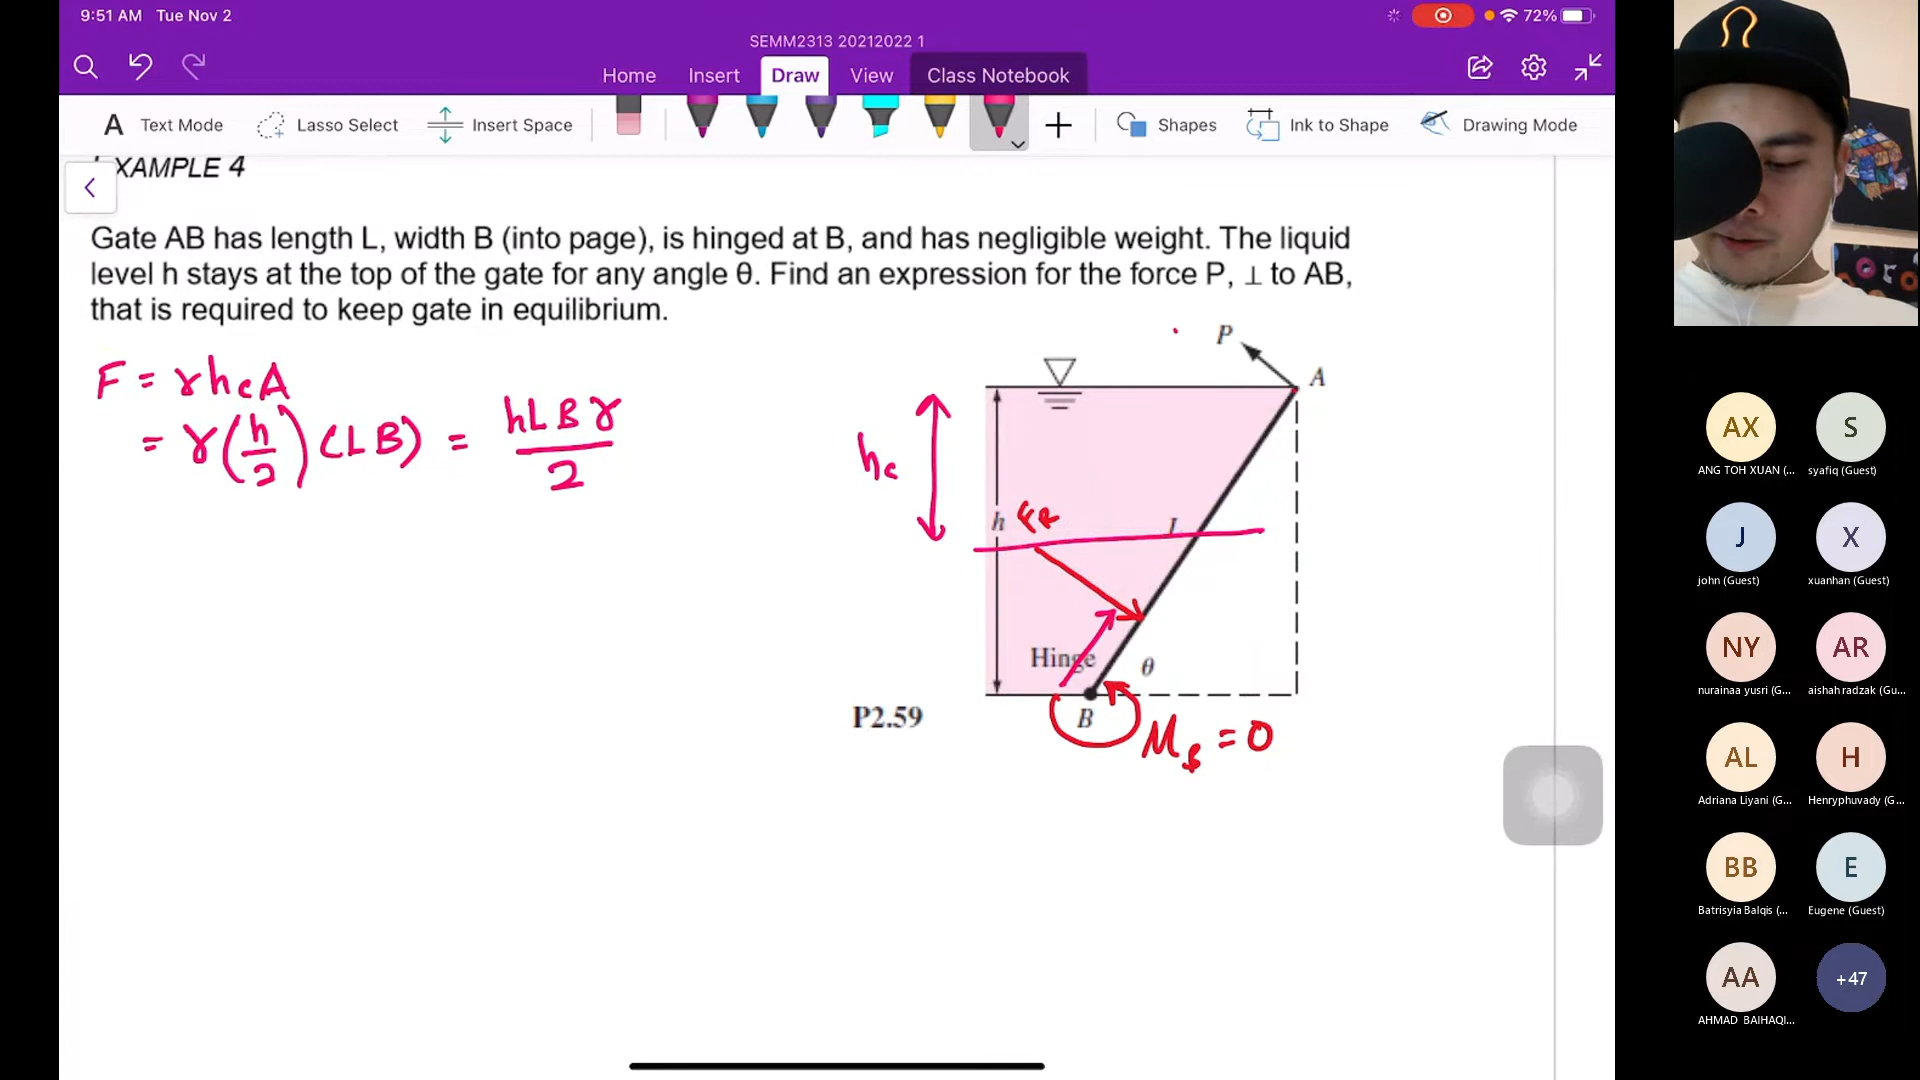 9:51 AM Tue Nov 2
72%
SEMM2313 20212022 1
Home Insert Draw View Class Notebook
A Text Mode Lasso Select Insert Space Shapes Ink to Shape Drawing Mode
XAMPLE 4
Gate AB has length L, width B (into page), is hinged at B, and has negligible weight. The liquid
level h stays at the top of the gate for any angle θ. Find an expression for the force P, ⊥ to AB,
that is required to keep gate in equilibrium.
F = γ hc A
= γ (h/2) (LB) = hLBγ/2
P
A
hc
h
FR
L
Hinge
θ
B
P2.59
MB = 0
AX
ANG TOH XUAN (...
S
syafiq (Guest)
J
john (Guest)
X
xuanhan (Guest)
NY
nurainaa yusri (G...
AR
aishah radzak (Gu...
AL
Adriana Liyani (G...
H
Henryphuvady (G...
BB
Batrisyia Balqis (...
E
Eugene (Guest)
AA
AHMAD BAIHAQI...
+47